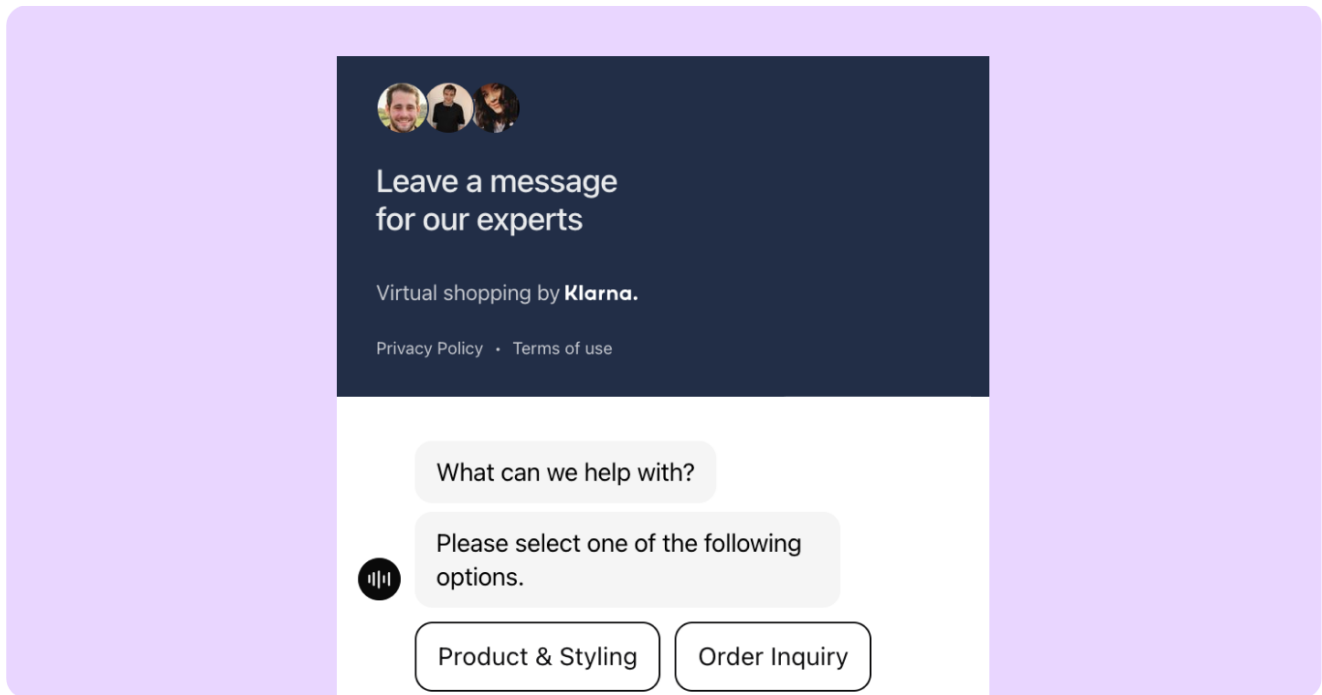 Leave a message
for our experts
Virtual shopping by Klarna.
Privacy Policy • Terms of use
What can we help with?
Please select one of the following
options.
Product & Styling
Order Inquiry